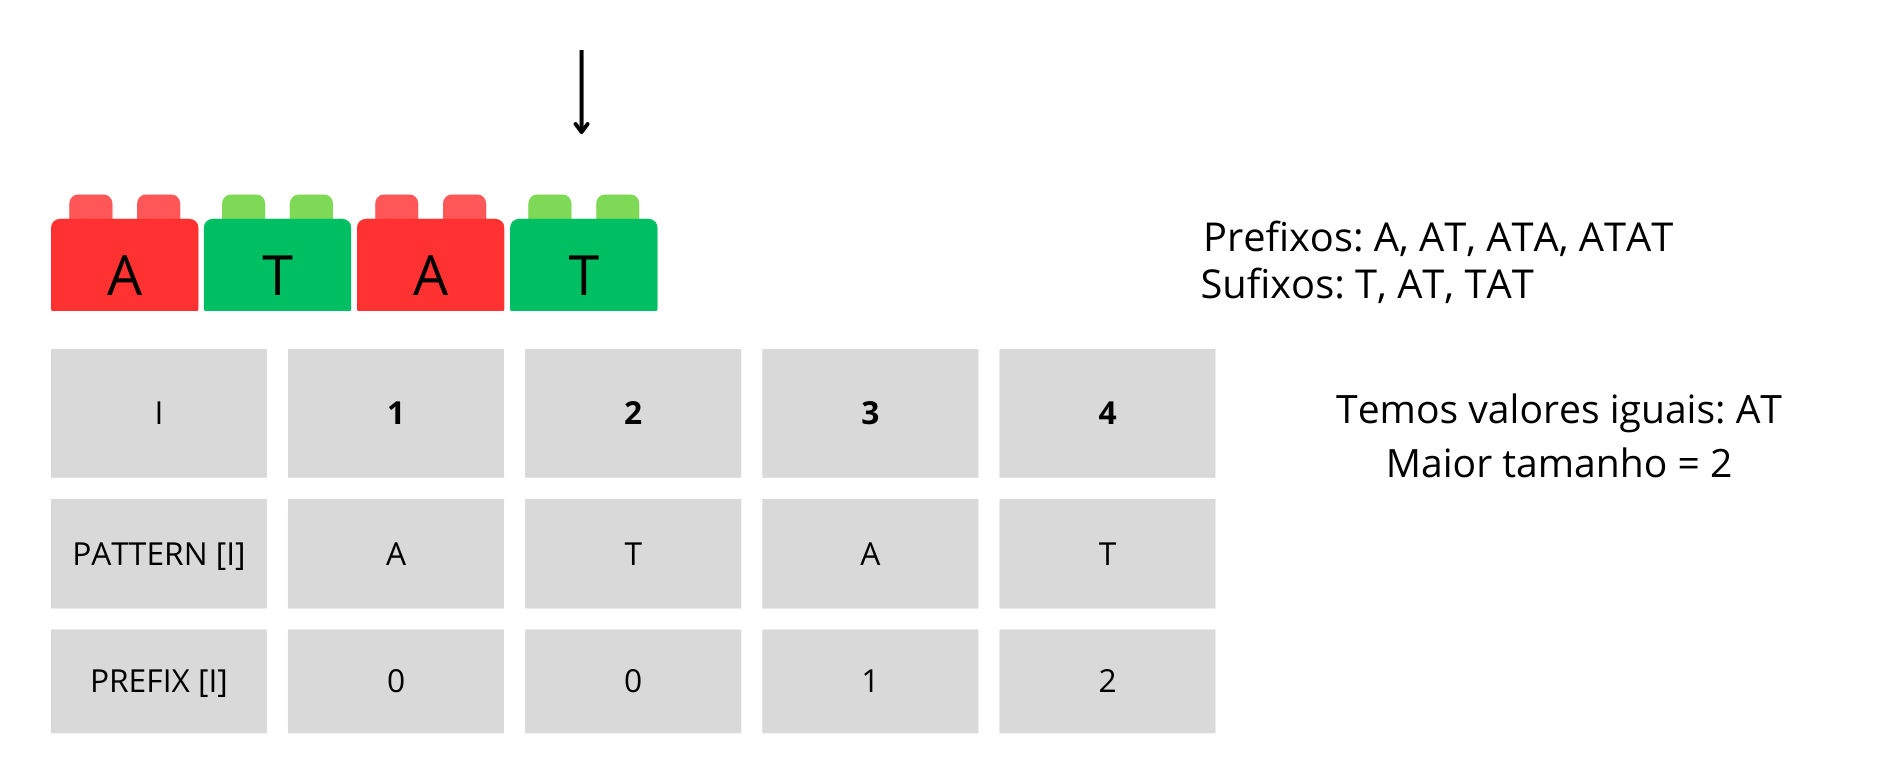 A T A T
Prefixos: A, AT, ATA, ATAT
Sufixos: T, AT, TAT
I 1 2 3 4
Temos valores iguais: AT
Maior tamanho = 2
PATTERN [I] A T A T
PREFIX [I] 0 0 1 2